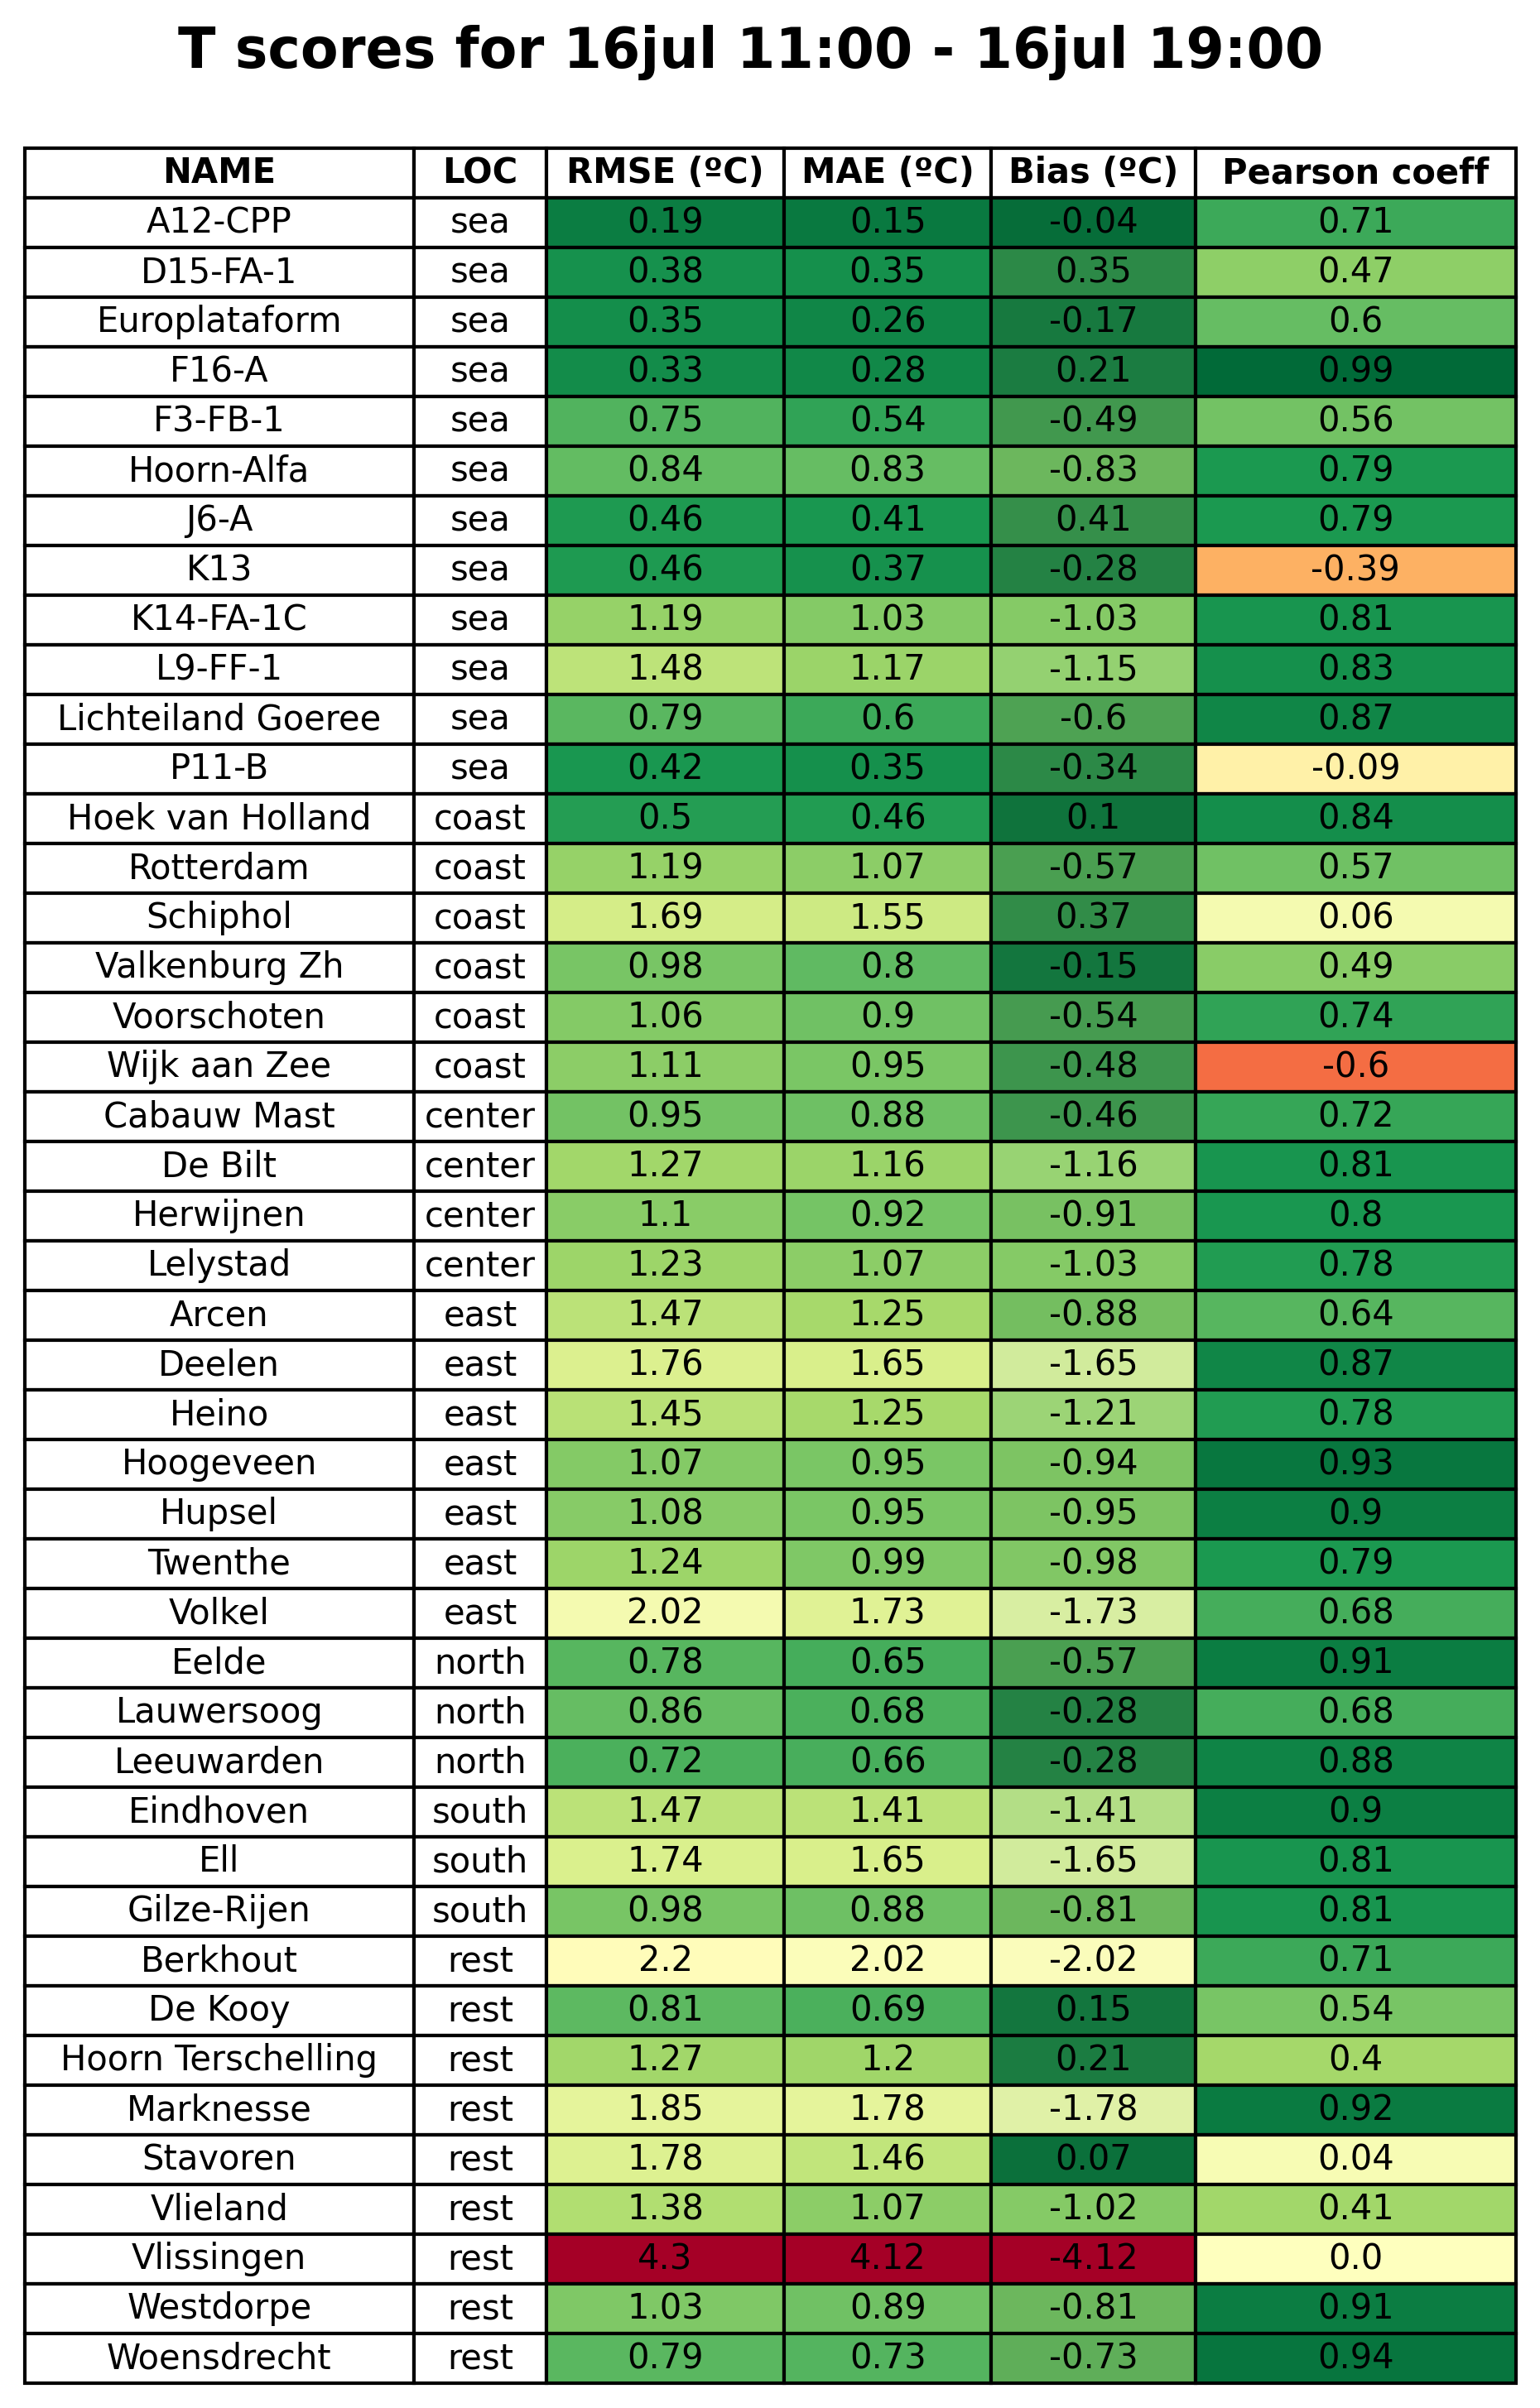 T scores for 16jul 11:00 - 16jul 19:00
NAME LOC RMSE (ºC) MAE (ºC) Bias (ºC) Pearson coeff
A12-CPP sea 0.19 0.15 -0.04 0.71
D15-FA-1 sea 0.38 0.35 0.35 0.47
Europlataform sea 0.35 0.26 -0.17 0.6
F16-A sea 0.33 0.28 0.21 0.99
F3-FB-1 sea 0.75 0.54 -0.49 0.56
Hoorn-Alfa sea 0.84 0.83 -0.83 0.79
J6-A sea 0.46 0.41 0.41 0.79
K13 sea 0.46 0.37 -0.28 -0.39
K14-FA-1C sea 1.19 1.03 -1.03 0.81
L9-FF-1 sea 1.48 1.17 -1.15 0.83
Lichteiland Goeree sea 0.79 0.6 -0.6 0.87
P11-B sea 0.42 0.35 -0.34 -0.09
Hoek van Holland coast 0.5 0.46 0.1 0.84
Rotterdam coast 1.19 1.07 -0.57 0.57
Schiphol coast 1.69 1.55 0.37 0.06
Valkenburg Zh coast 0.98 0.8 -0.15 0.49
Voorschoten coast 1.06 0.9 -0.54 0.74
Wijk aan Zee coast 1.11 0.95 -0.48 -0.6
Cabauw Mast center 0.95 0.88 -0.46 0.72
De Bilt center 1.27 1.16 -1.16 0.81
Herwijnen center 1.1 0.92 -0.91 0.8
Lelystad center 1.23 1.07 -1.03 0.78
Arcen east 1.47 1.25 -0.88 0.64
Deelen east 1.76 1.65 -1.65 0.87
Heino east 1.45 1.25 -1.21 0.78
Hoogeveen east 1.07 0.95 -0.94 0.93
Hupsel east 1.08 0.95 -0.95 0.9
Twenthe east 1.24 0.99 -0.98 0.79
Volkel east 2.02 1.73 -1.73 0.68
Eelde north 0.78 0.65 -0.57 0.91
Lauwersoog north 0.86 0.68 -0.28 0.68
Leeuwarden north 0.72 0.66 -0.28 0.88
Eindhoven south 1.47 1.41 -1.41 0.9
Ell south 1.74 1.65 -1.65 0.81
Gilze-Rijen south 0.98 0.88 -0.81 0.81
Berkhout rest 2.2 2.02 -2.02 0.71
De Kooy rest 0.81 0.69 0.15 0.54
Hoorn Terschelling rest 1.27 1.2 0.21 0.4
Marknesse rest 1.85 1.78 -1.78 0.92
Stavoren rest 1.78 1.46 0.07 0.04
Vlieland rest 1.38 1.07 -1.02 0.41
Vlissingen rest 4.3 4.12 -4.12 0.0
Westdorpe rest 1.03 0.89 -0.81 0.91
Woensdrecht rest 0.79 0.73 -0.73 0.94